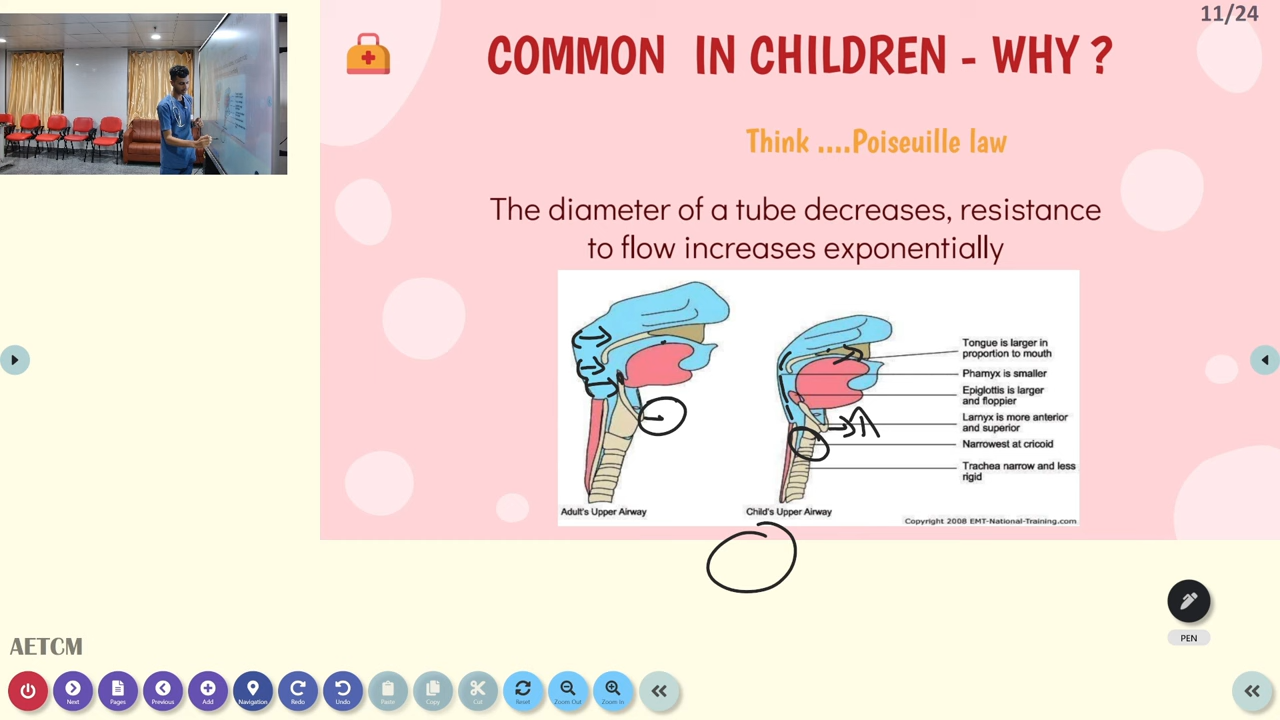 11/24
COMMON IN CHILDREN - WHY ?
Think ....Poiseuille law
The diameter of a tube decreases, resistance
to flow increases exponentially
Tongue is larger in
proportion to mouth
Pharnyx is smaller
Epiglottis is larger
and floppier
Larnyx is more anterior
and superior
Narrowest at cricoid
Trachea narrow and less
rigid
Adult's Upper Airway
Child's Upper Airway
Copyright 2008 EMT-National-Training.com
PEN
AETCM
Next
Pages
Previous
Add
Navigation
Redo
Undo
Paste
Copy
Cut
Reset
Zoom Out
Zoom In